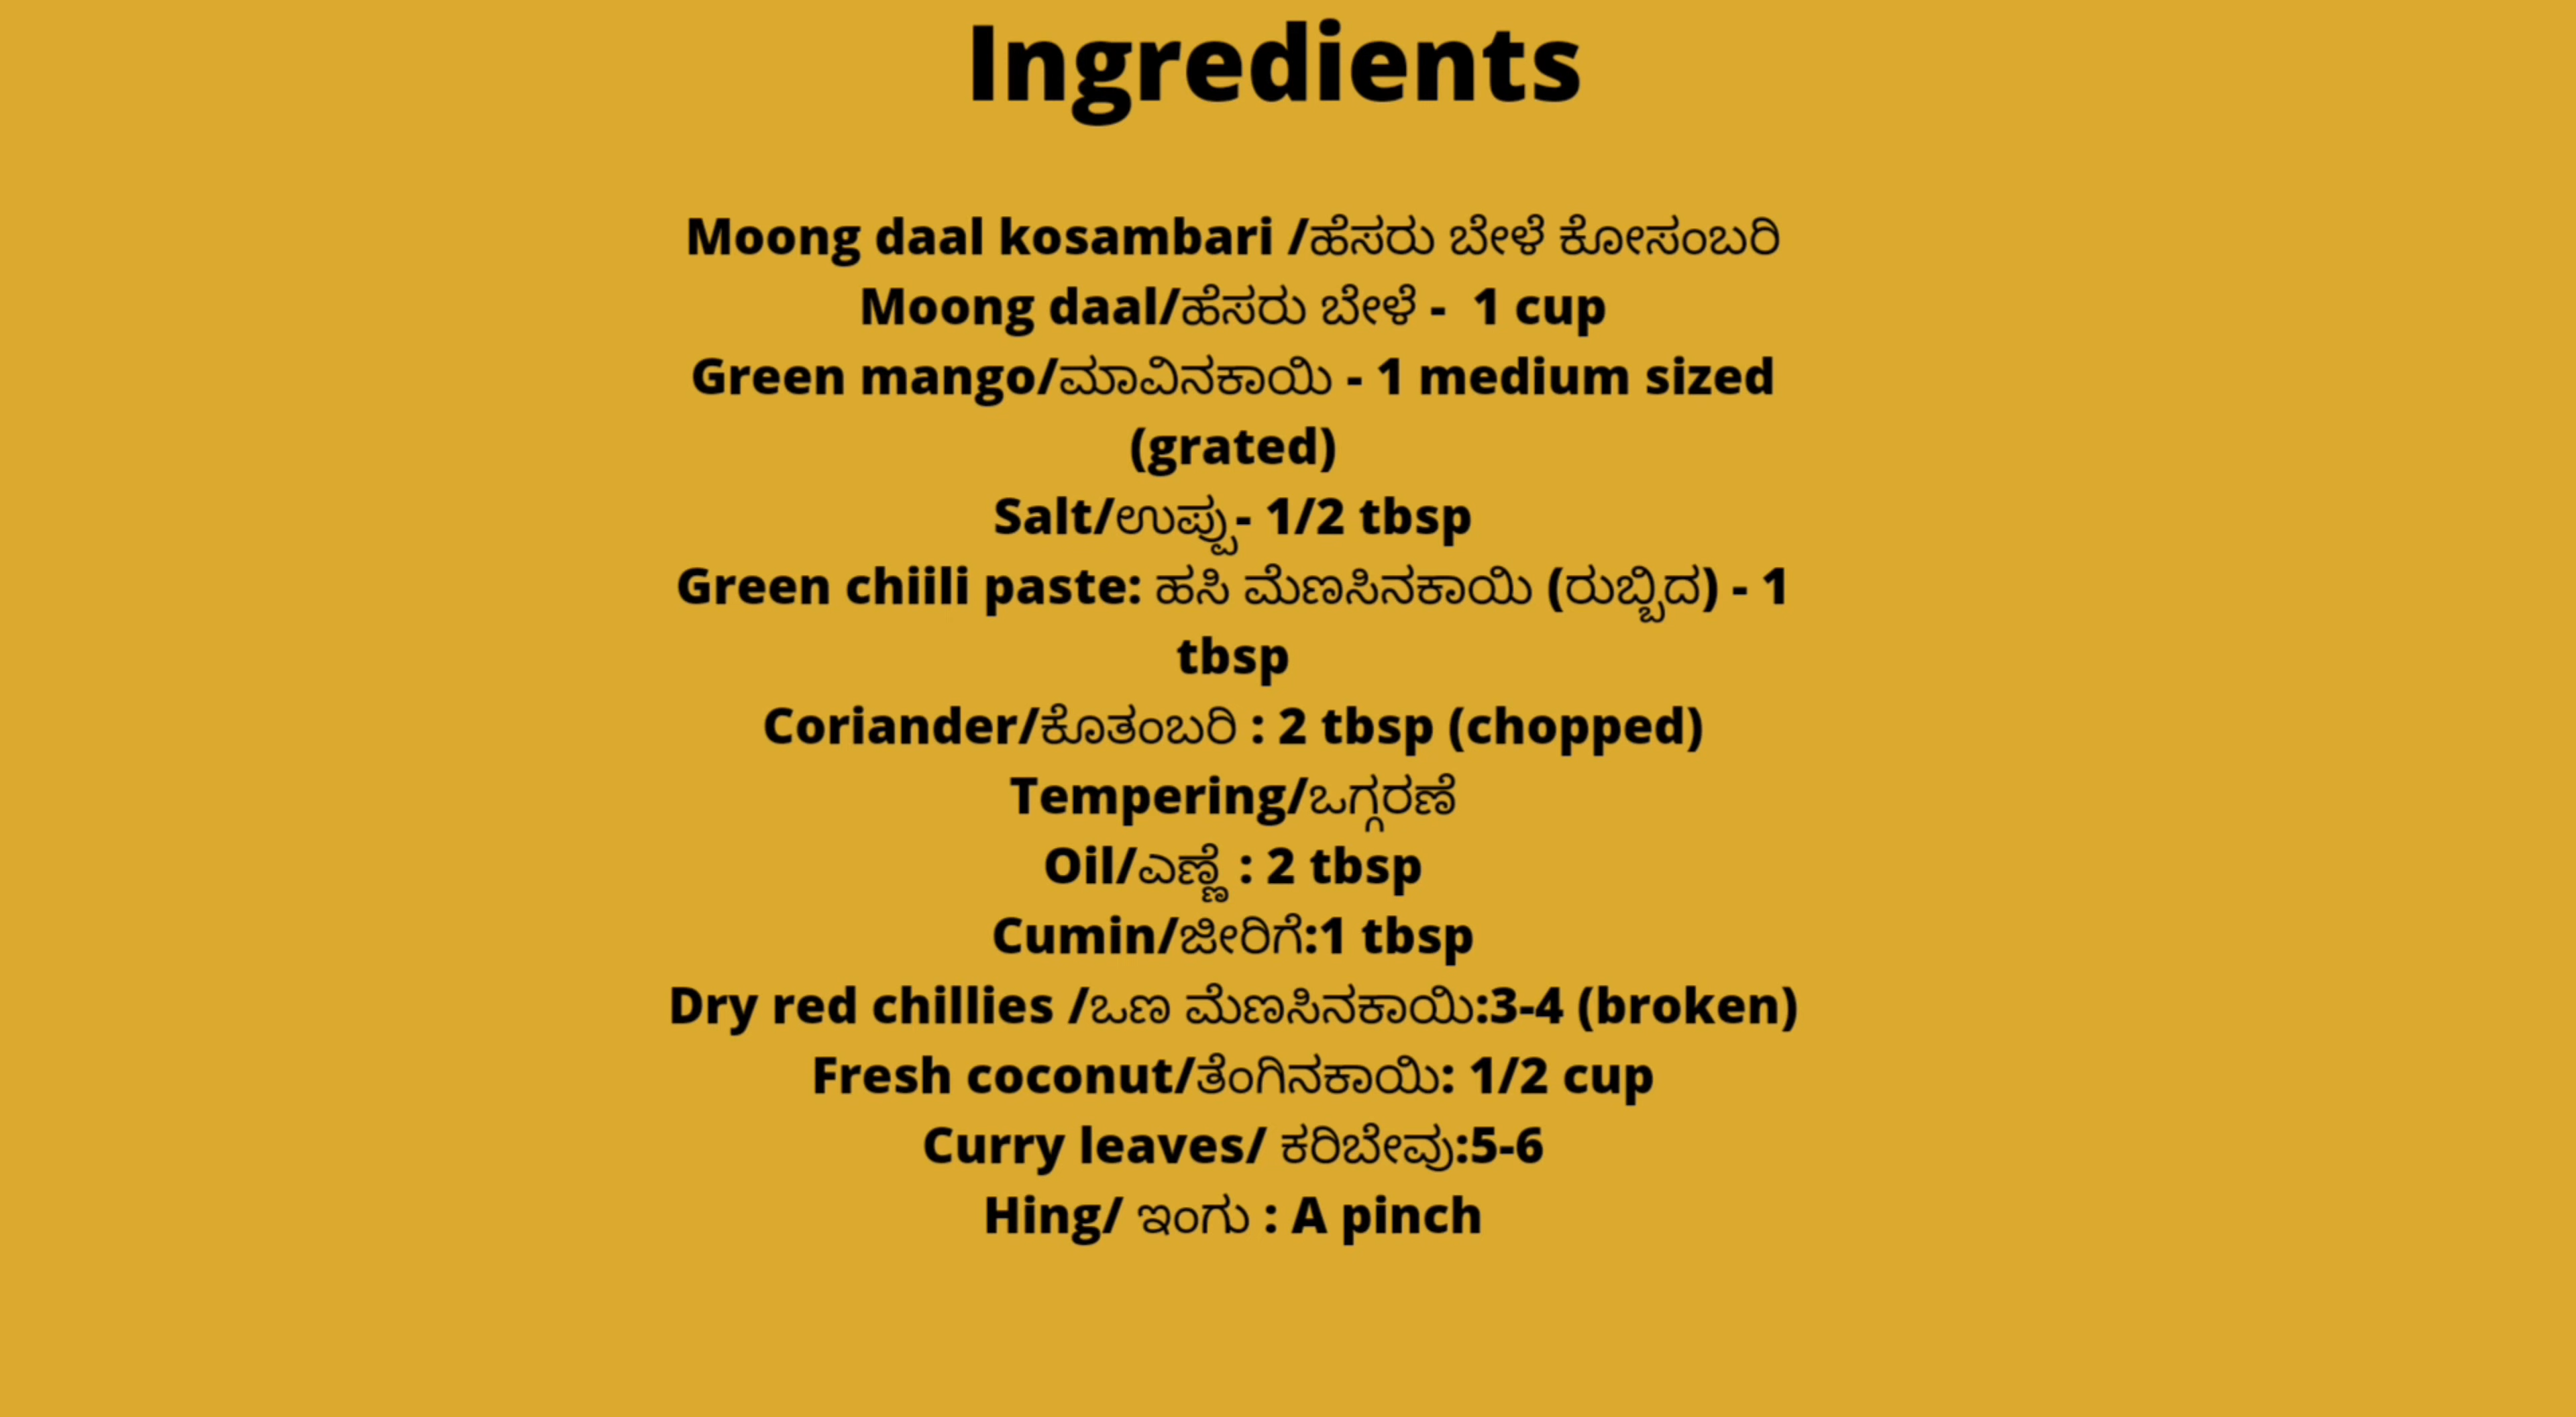 Ingredients
Moong daal kosambari /ಹೆಸರು ಬೇಳೆ ಕೋಸಂಬರಿ
Moong daal/ಹೆಸರು ಬೇಳೆ -  1 cup
Green mango/ಮಾವಿನಕಾಯಿ - 1 medium sized
(grated)
Salt/ಉಪ್ಪು- 1/2 tbsp
Green chiili paste: ಹಸಿ ಮೆಣಸಿನಕಾಯಿ (ರುಬ್ಬಿದ) - 1
tbsp
Coriander/ಕೊತಂಬರಿ : 2 tbsp (chopped)
Tempering/ಒಗ್ಗರಣೆ
Oil/ಎಣ್ಣೆ : 2 tbsp
Cumin/ಜೀರಿಗೆ:1 tbsp
Dry red chillies /ಒಣ ಮೆಣಸಿನಕಾಯಿ:3-4 (broken)
Fresh coconut/ತೆಂಗಿನಕಾಯಿ: 1/2 cup
Curry leaves/ ಕರಿಬೇವು:5-6
Hing/ ಇಂಗು : A pinch